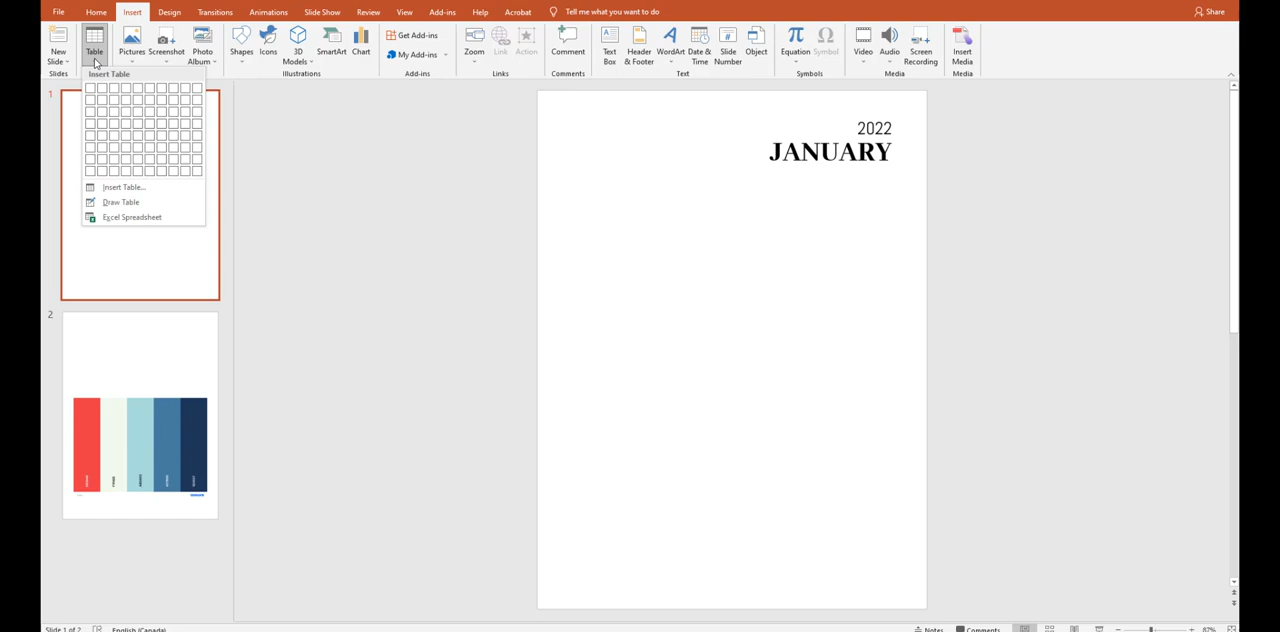 File Home Insert Design Transitions Animations Slide Show Review View Add-ins Help Acrobat Tell me what you want to do Share
New Slide Table Pictures Screenshot Photo Album Shapes Icons 3D Models SmartArt Chart Get Add-ins My Add-ins Zoom Link Action Comment Text Box Header & Footer WordArt Date & Time Slide Number Object Equation Symbol Video Audio Screen Recording Insert Media
Slides Illustrations Add-ins Links Comments Text Symbols Media Media
Insert Table
Insert Table...
Draw Table
Excel Spreadsheet
1
2
2022
JANUARY
Slide 1 of 2 English (Canada) Notes Comments 87%